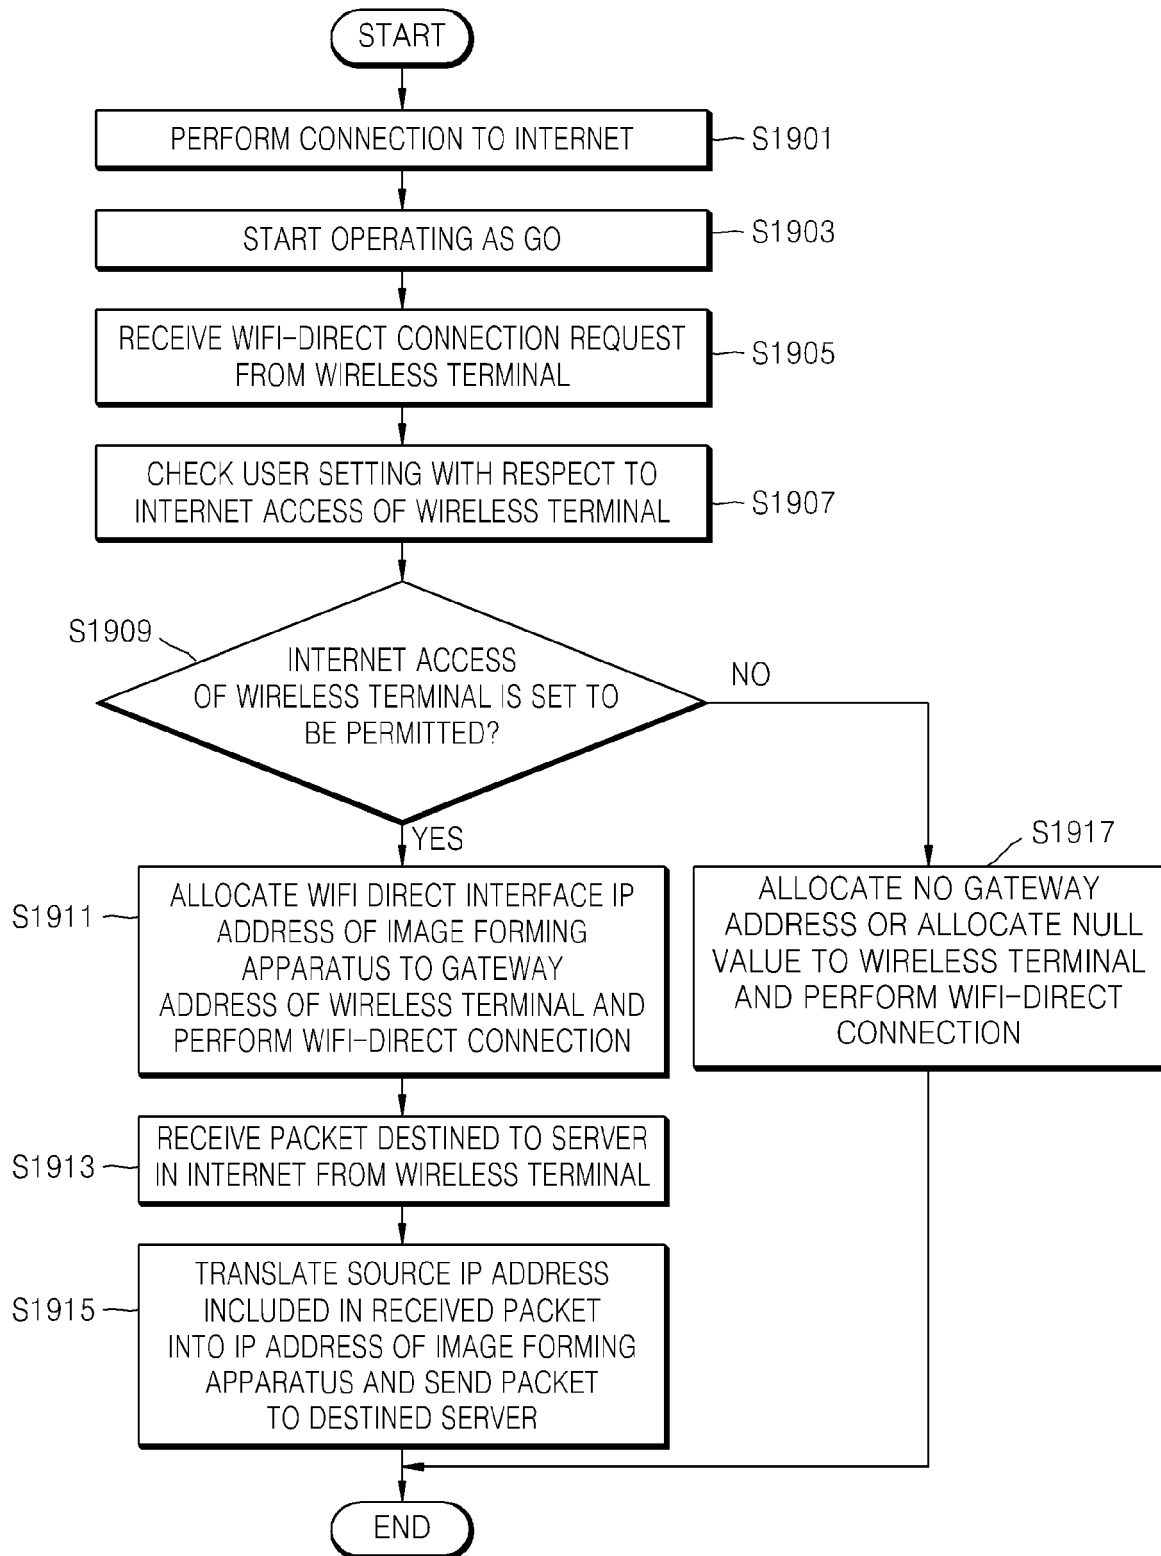 START
PERFORM CONNECTION TO INTERNET
S1901
START OPERATING AS GO
S1903
RECEIVE WIFI-DIRECT CONNECTION REQUEST
FROM WIRELESS TERMINAL
S1905
CHECK USER SETTING WITH RESPECT TO
INTERNET ACCESS OF WIRELESS TERMINAL
S1907
S1909
INTERNET ACCESS
OF WIRELESS TERMINAL IS SET TO
BE PERMITTED?
NO
YES
S1911
ALLOCATE WIFI DIRECT INTERFACE IP
ADDRESS OF IMAGE FORMING
APPARATUS TO GATEWAY
ADDRESS OF WIRELESS TERMINAL AND
PERFORM WIFI-DIRECT CONNECTION
S1917
ALLOCATE NO GATEWAY
ADDRESS OR ALLOCATE NULL
VALUE TO WIRELESS TERMINAL
AND PERFORM WIFI-DIRECT
CONNECTION
S1913
RECEIVE PACKET DESTINED TO SERVER
IN INTERNET FROM WIRELESS TERMINAL
S1915
TRANSLATE SOURCE IP ADDRESS
INCLUDED IN RECEIVED PACKET
INTO IP ADDRESS OF IMAGE FORMING
APPARATUS AND SEND PACKET
TO DESTINED SERVER
END